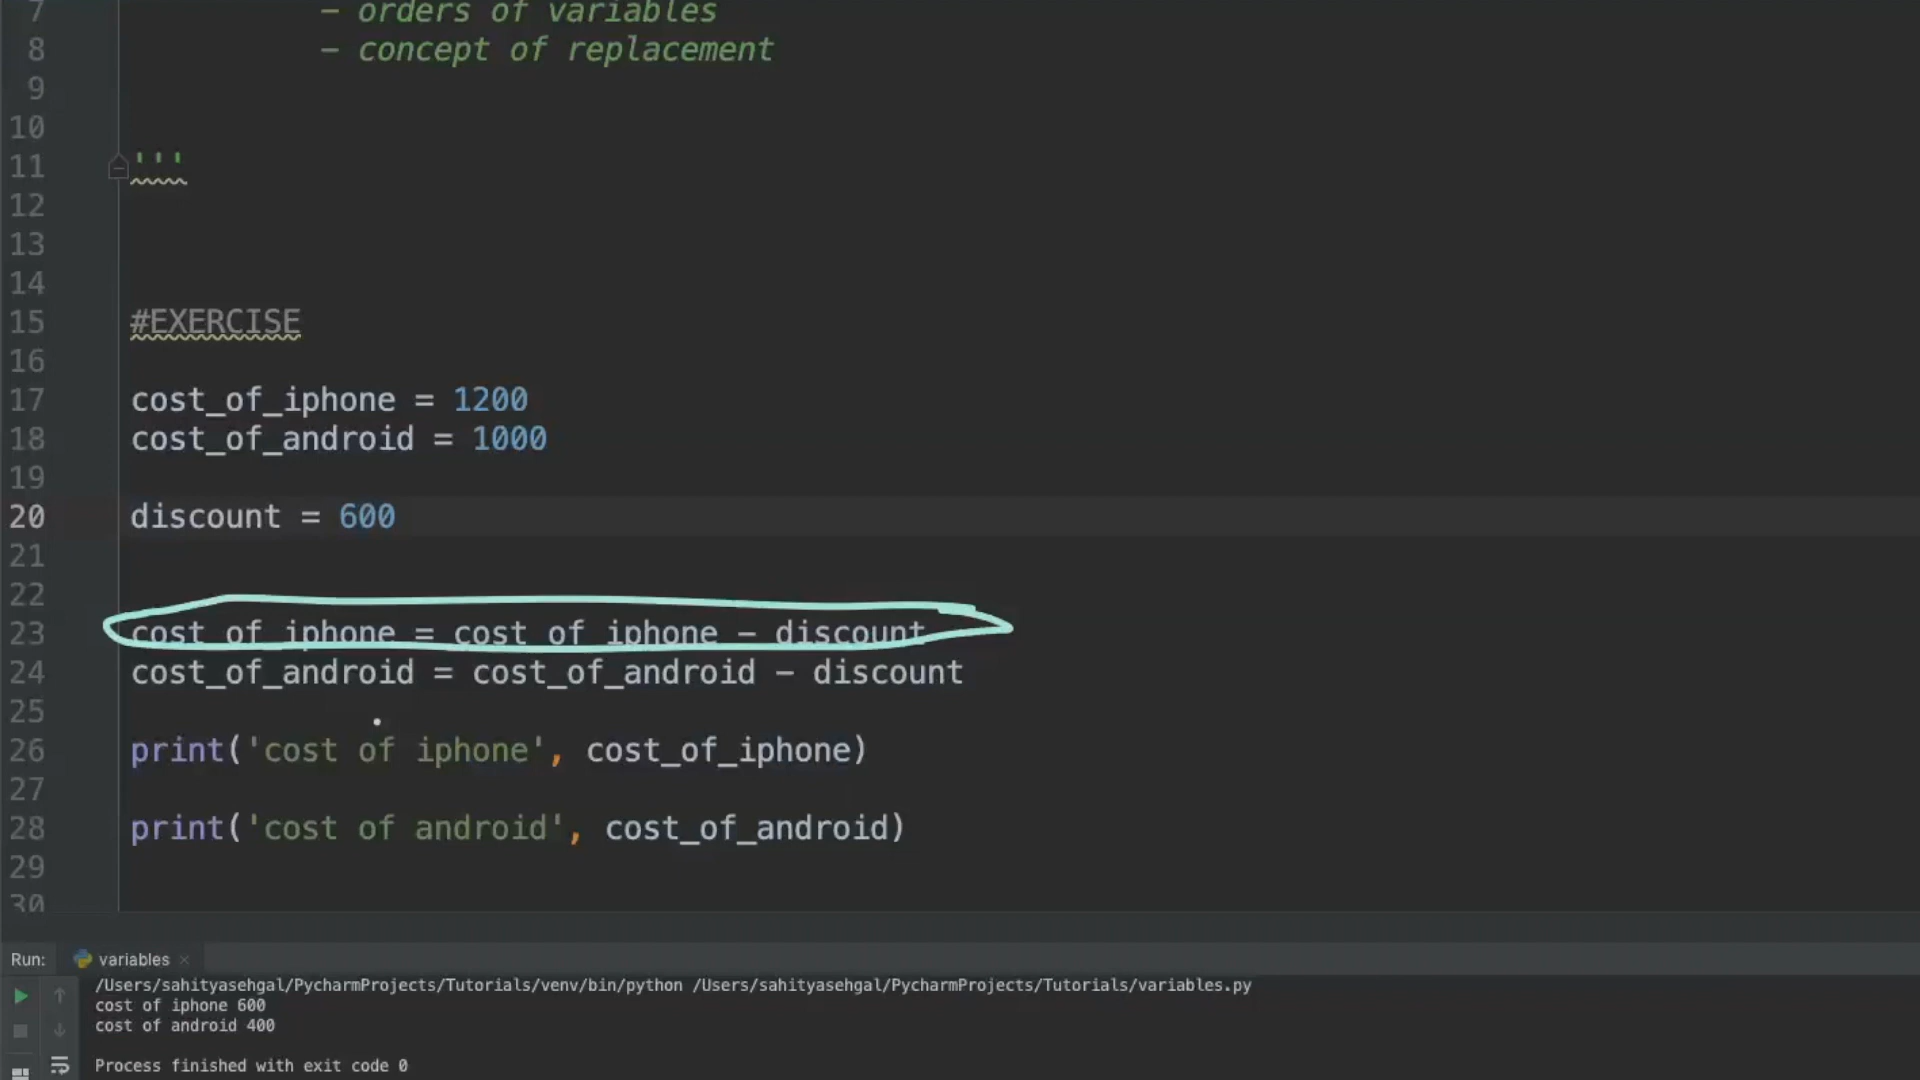 7 - orders of variables
8 - concept of replacement
9
10
11 '''
12
13
14
15 #EXERCISE
16
17 cost_of_iphone = 1200
18 cost_of_android = 1000
19
20 discount = 600
21
22
23 cost_of_iphone = cost_of_iphone - discount
24 cost_of_android = cost_of_android - discount
25
26 print('cost of iphone', cost_of_iphone)
27
28 print('cost of android', cost_of_android)
29
30
Run: variables
/Users/sahityasehgal/PycharmProjects/Tutorials/venv/bin/python /Users/sahityasehgal/PycharmProjects/Tutorials/variables.py
cost of iphone 600
cost of android 400
Process finished with exit code 0